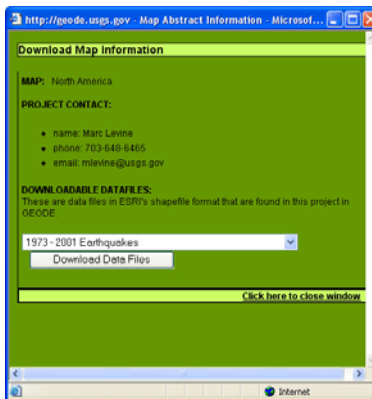 http://geode.usgs.gov - Map Abstract Information - Microsof...
Download Map Information
MAP: North America
PROJECT CONTACT:
• name: Marc Levine
• phone: 703-648-6465
• email: mlevine@usgs.gov
DOWNLOADABLE DATAFILES:
These are data files in ESRI's shapefile format that are found in this project in
GEODE.
1973 - 2001 Earthquakes
Download Data Files
Click here to close window
Internet